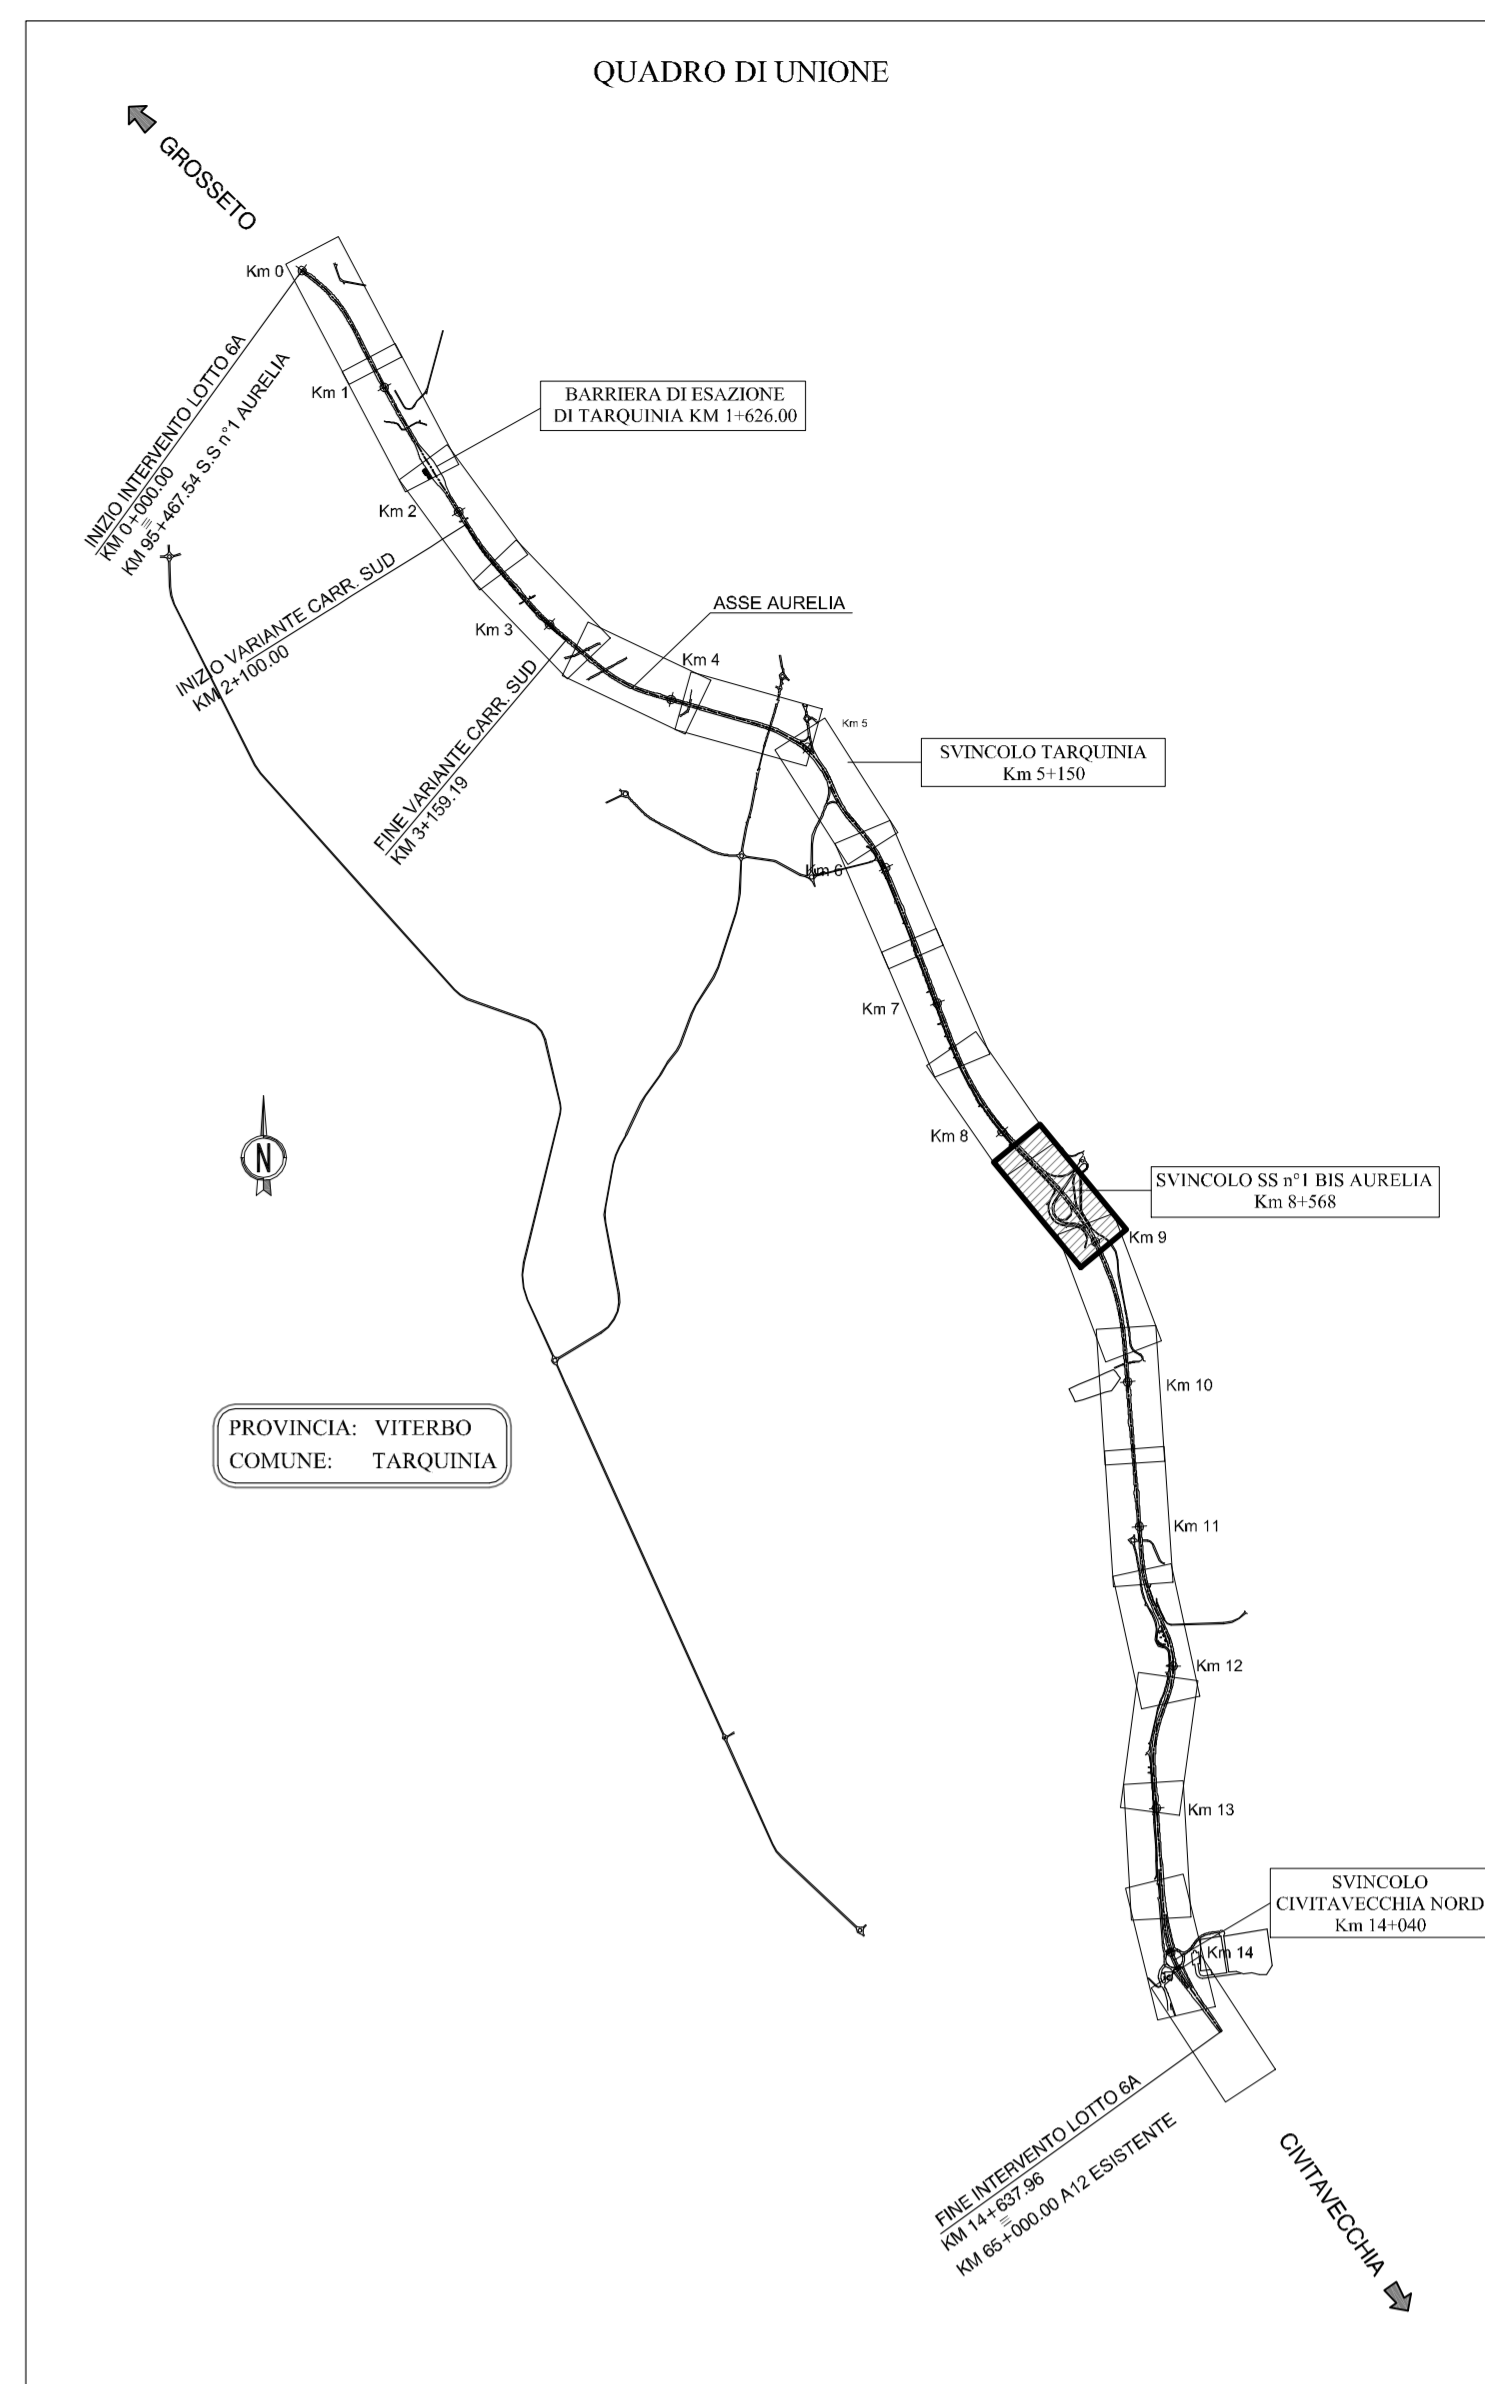 QUADRO DI UNIONE
GROSSETO
Km 0
INIZIO INTERVENTO LOTTO 6A
KM 0+000.00
≡
KM 95+467.54 S.S n°1 AURELIA
Km 1
BARRIERA DI ESAZIONE
DI TARQUINIA KM 1+626.00
Km 2
INIZIO VARIANTE CARR. SUD
KM 2+100.00
Km 3
ASSE AURELIA
FINE VARIANTE CARR. SUD
KM 3+159.19
Km 4
Km 5
SVINCOLO TARQUINIA
Km 5+150
Km 6
Km 7
Km 8
N
SVINCOLO SS n°1 BIS AURELIA
Km 8+568
Km 9
Km 10
PROVINCIA: VITERBO
COMUNE: TARQUINIA
Km 11
Km 12
Km 13
SVINCOLO
CIVITAVECCHIA NORD
Km 14+040
Km 14
FINE INTERVENTO LOTTO 6A
KM 14+637.96
≡
KM 65+000.00 A12 ESISTENTE
CIVITAVECCHIA